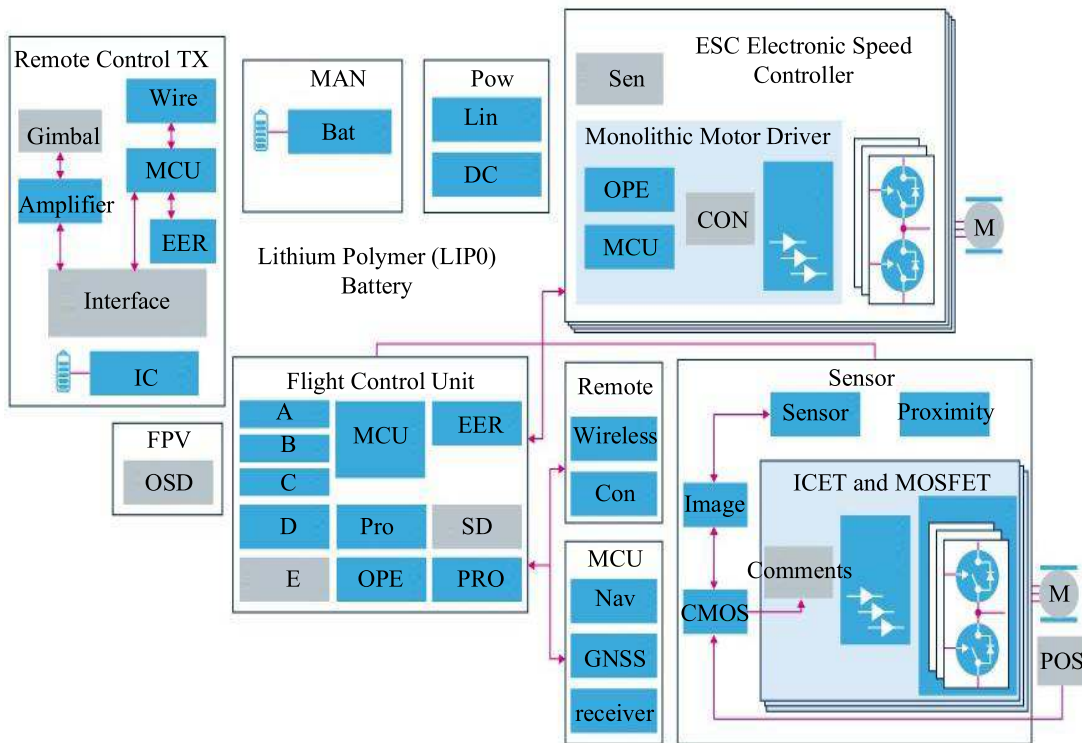 Remote Control TX
Wire
Gimbal
MCU
Amplifier
EER
Interface
IC
MAN
Bat
Pow
Lin
DC
Lithium Polymer (LIP0)
Battery
ESC Electronic Speed
Controller
Sen
Monolithic Motor Driver
OPE
CON
MCU
M
FPV
OSD
Flight Control Unit
A
B
C
MCU
EER
D
Pro
SD
E
OPE
PRO
Remote
Wireless
Con
MCU
Nav
GNSS
receiver
Sensor
Sensor
Proximity
Image
ICET and MOSFET
Comments
CMOS
M
POS